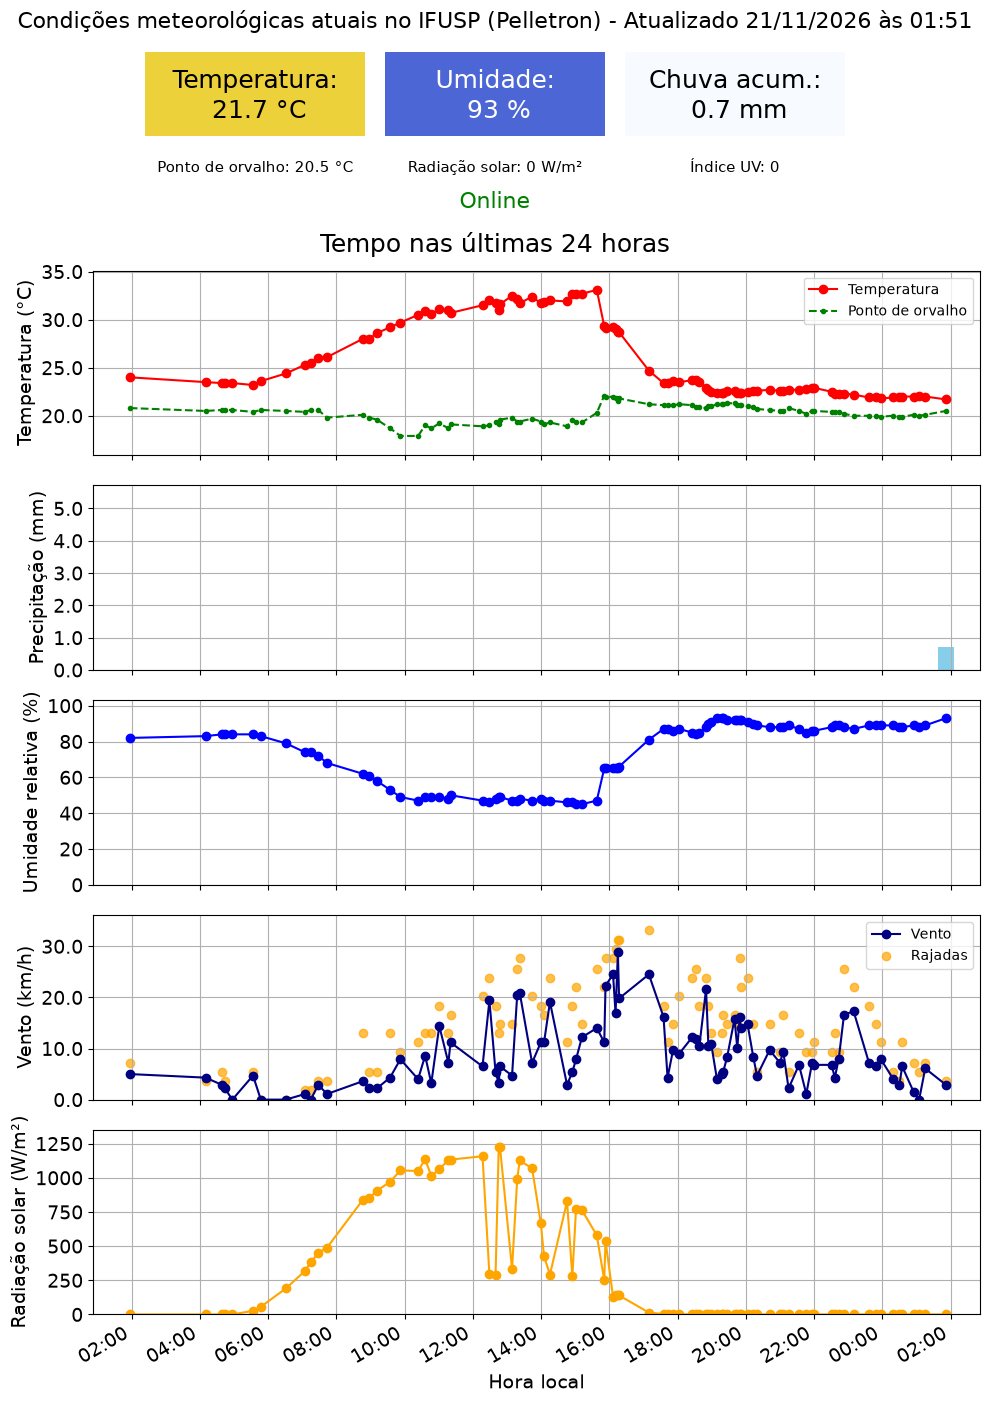 Condições meteorológicas atuais no IFUSP (Pelletron) - Atualizado 21/11/2026 às 01:51
Temperatura:
21.7 °C
Umidade:
93 %
Chuva acum.:
0.7 mm
Ponto de orvalho: 20.5 °C
Radiação solar: 0 W/m²
Índice UV: 0
Online
Tempo nas últimas 24 horas
Temperatura (°C)
35.0
30.0
25.0
20.0
Temperatura
Ponto de orvalho
Precipitação (mm)
5.0
4.0
3.0
2.0
1.0
0.0
Umidade relativa (%)
100
80
60
40
20
0
Vento (km/h)
30.0
20.0
10.0
0.0
Vento
Rajadas
Radiação solar (W/m²)
1250
1000
750
500
250
0
02:00
04:00
06:00
08:00
10:00
12:00
14:00
16:00
18:00
20:00
22:00
00:00
02:00
Hora local